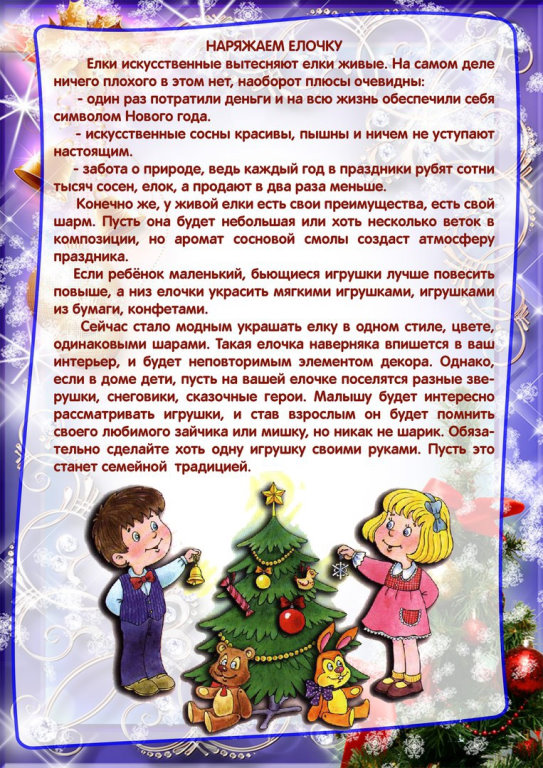 НАРЯЖАЕМ ЕЛОЧКУ
Елки искусственные вытесняют елки живые. На самом деле
ничего плохого в этом нет, наоборот плюсы очевидны:
- один раз потратили деньги и на всю жизнь обеспечили себя
символом Нового года.
- искусственные сосны красивы, пышны и ничем не уступают
настоящим.
- забота о природе, ведь каждый год в праздники рубят сотни
тысяч сосен, елок, а продают в два раза меньше.
Конечно же, у живой елки есть свои преимущества, есть свой
шарм. Пусть она будет небольшая или хоть несколько веток в
композиции, но аромат сосновой смолы создаст атмосферу
праздника.
Если ребёнок маленький, бьющиеся игрушки лучше повесить
повыше, а низ елочки украсить мягкими игрушками, игрушками
из бумаги, конфетами.
Сейчас стало модным украшать елку в одном стиле, цвете,
одинаковыми шарами. Такая елочка наверняка впишется в ваш
интерьер, и будет неповторимым элементом декора. Однако,
если в доме дети, пусть на вашей елочке поселятся разные зве-
рушки, снеговики, сказочные герои. Малышу будет интересно
рассматривать игрушки, и став взрослым он будет помнить
своего любимого зайчика или мишку, но никак не шарик. Обяза-
тельно сделайте хоть одну игрушку своими руками. Пусть это
станет семейной традицией.